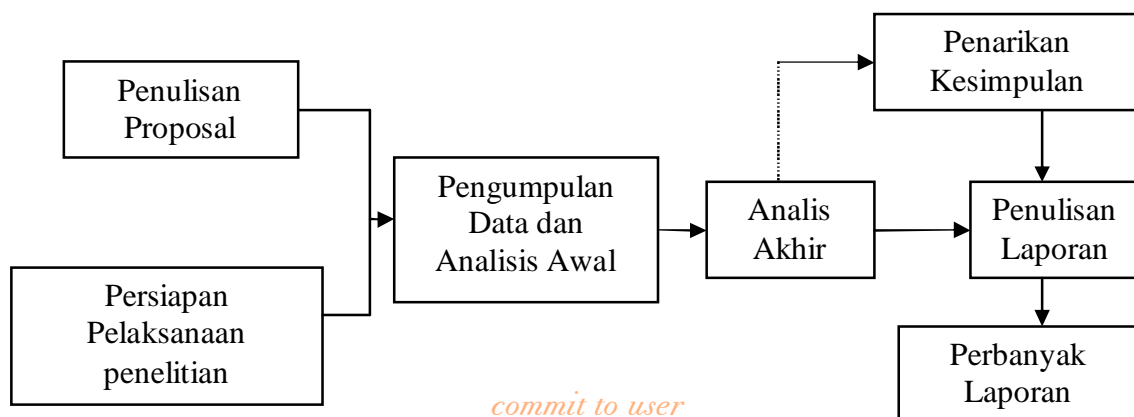 Penulisan
Proposal
Persiapan
Pelaksanaan
penelitian
Pengumpulan
Data dan
Analisis Awal
Analis
Akhir
Penarikan
Kesimpulan
Penulisan
Laporan
Perbanyak
Laporan
commit to user